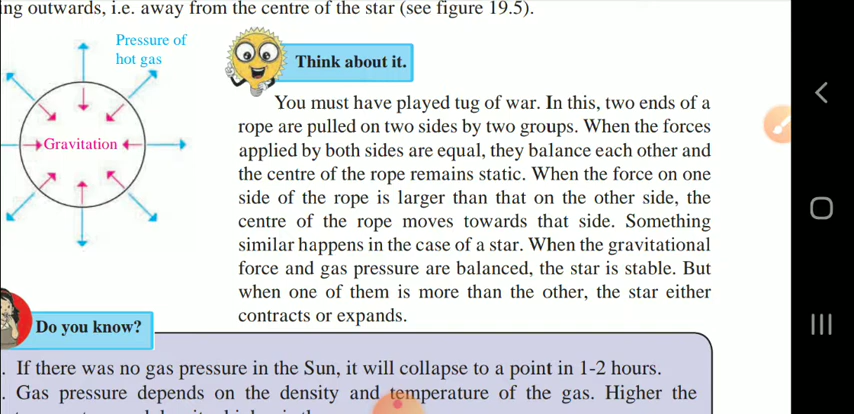 ing outwards, i.e. away from the centre of the star (see figure 19.5).
Pressure of
hot gas
Gravitation
Think about it.
You must have played tug of war. In this, two ends of a
rope are pulled on two sides by two groups. When the forces
applied by both sides are equal, they balance each other and
the centre of the rope remains static. When the force on one
side of the rope is larger than that on the other side, the
centre of the rope moves towards that side. Something
similar happens in the case of a star. When the gravitational
force and gas pressure are balanced, the star is stable. But
when one of them is more than the other, the star either
contracts or expands.
Do you know?
. If there was no gas pressure in the Sun, it will collapse to a point in 1-2 hours.
. Gas pressure depends on the density and temperature of the gas. Higher the